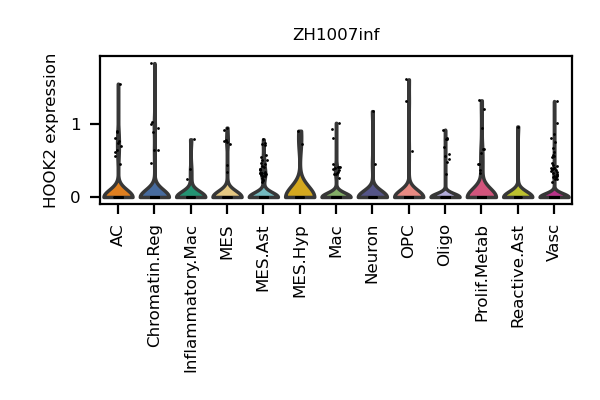 ZH1007inf
HOOK2 expression
1
0
AC
Chromatin.Reg
Inflammatory.Mac
MES
MES.Ast
MES.Hyp
Mac
Neuron
OPC
Oligo
Prolif.Metab
Reactive.Ast
Vasc